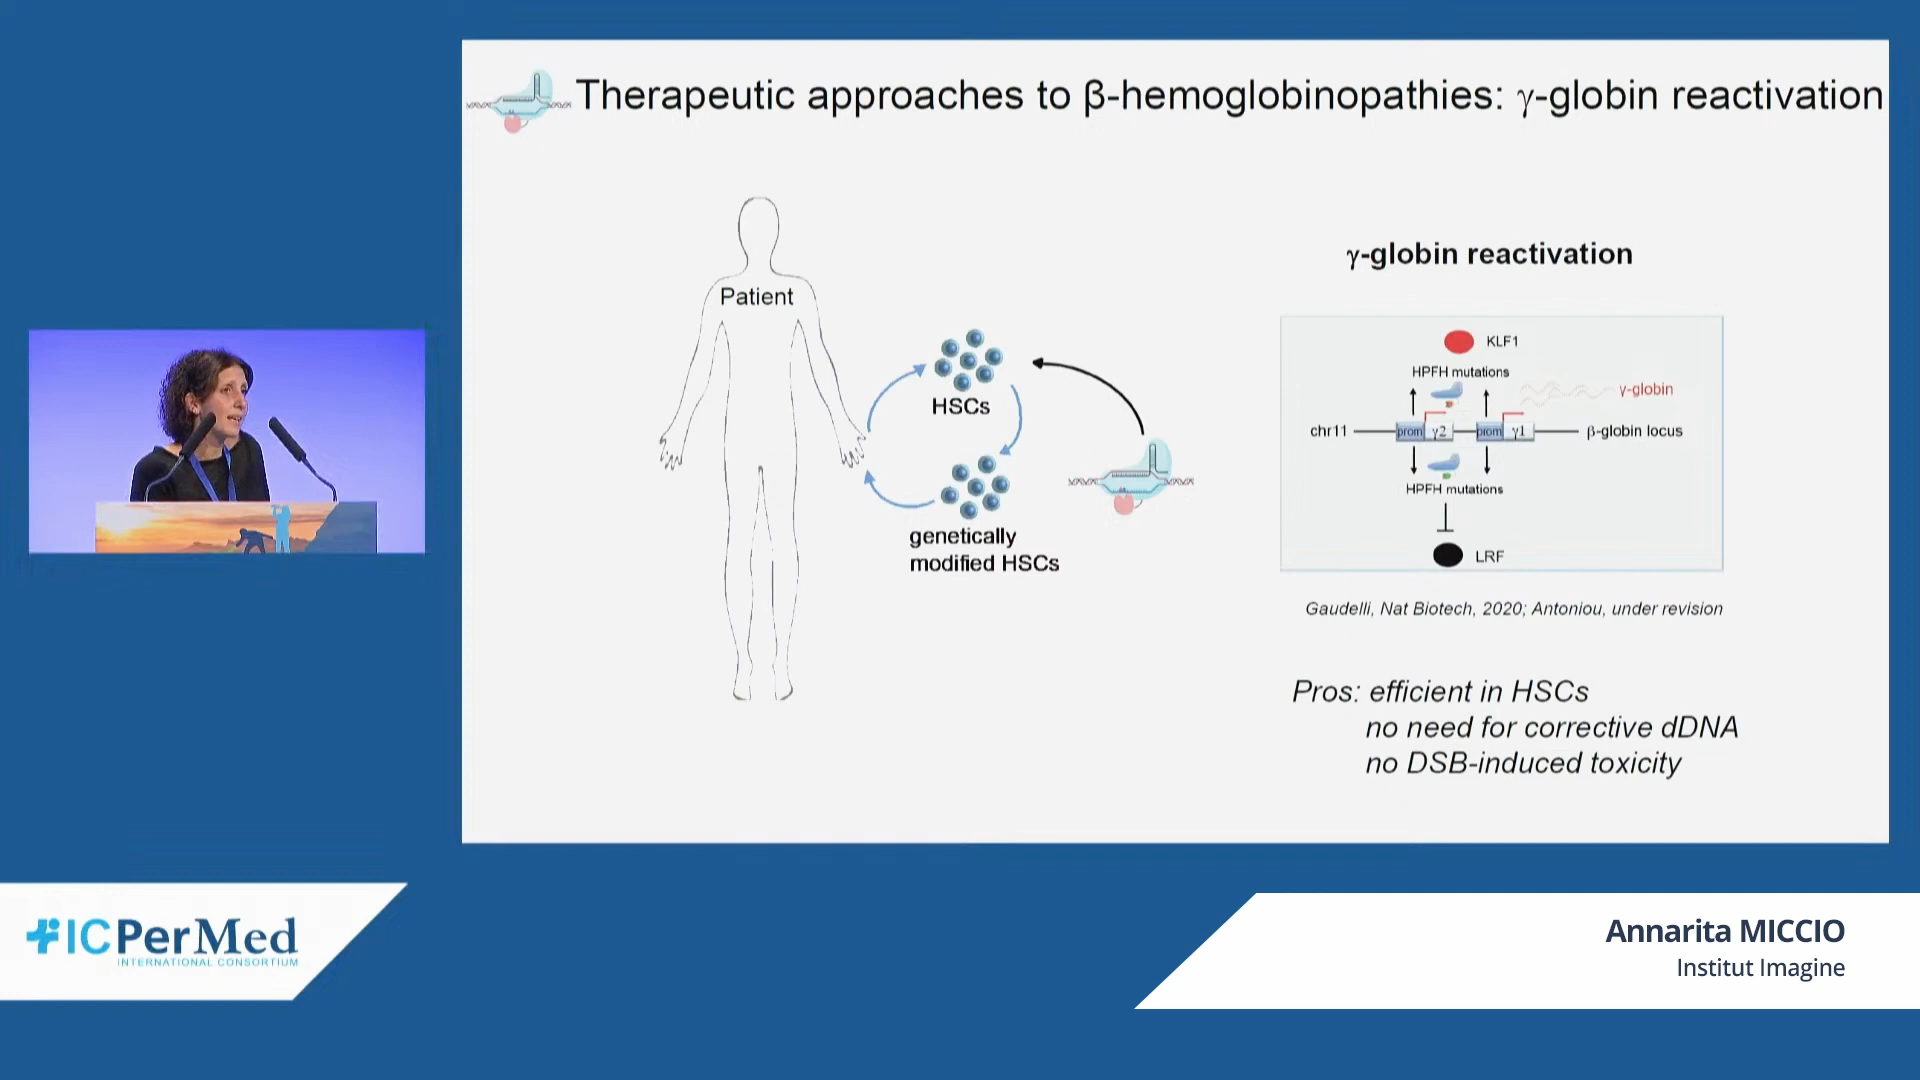 Therapeutic approaches to β-hemoglobinopathies: γ-globin reactivation
Patient
HSCs
genetically
modified HSCs
γ-globin reactivation
KLF1
HPFH mutations
γ-globin
chr11
prom
γ2
prom
γ1
β-globin locus
HPFH mutations
LRF
Gaudelli, Nat Biotech, 2020; Antoniou, under revision
Pros: efficient in HSCs
no need for corrective dDNA
no DSB-induced toxicity
ICPerMed
INTERNATIONAL CONSORTIUM
Annarita MICCIO
Institut Imagine